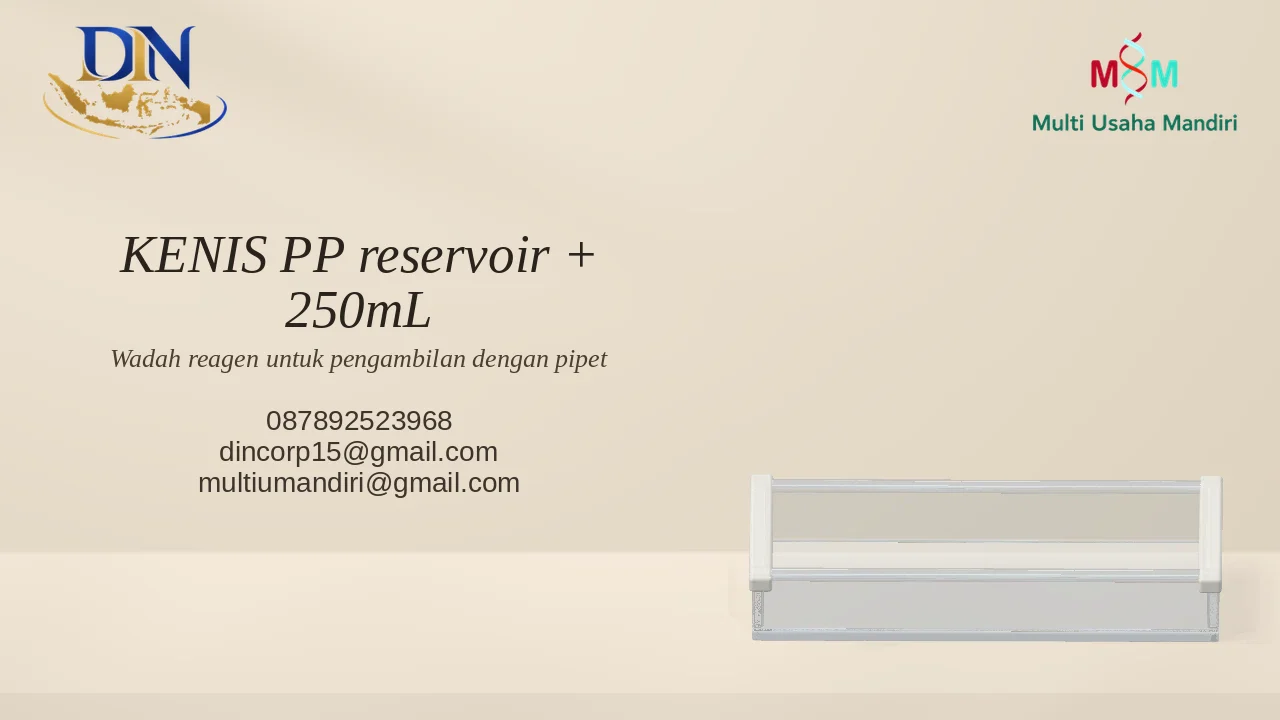 DIN
M M
Multi Usaha Mandiri
KENIS PP reservoir +
250mL
Wadah reagen untuk pengambilan dengan pipet
087892523968
dincorp15@gmail.com
multiumandiri@gmail.com